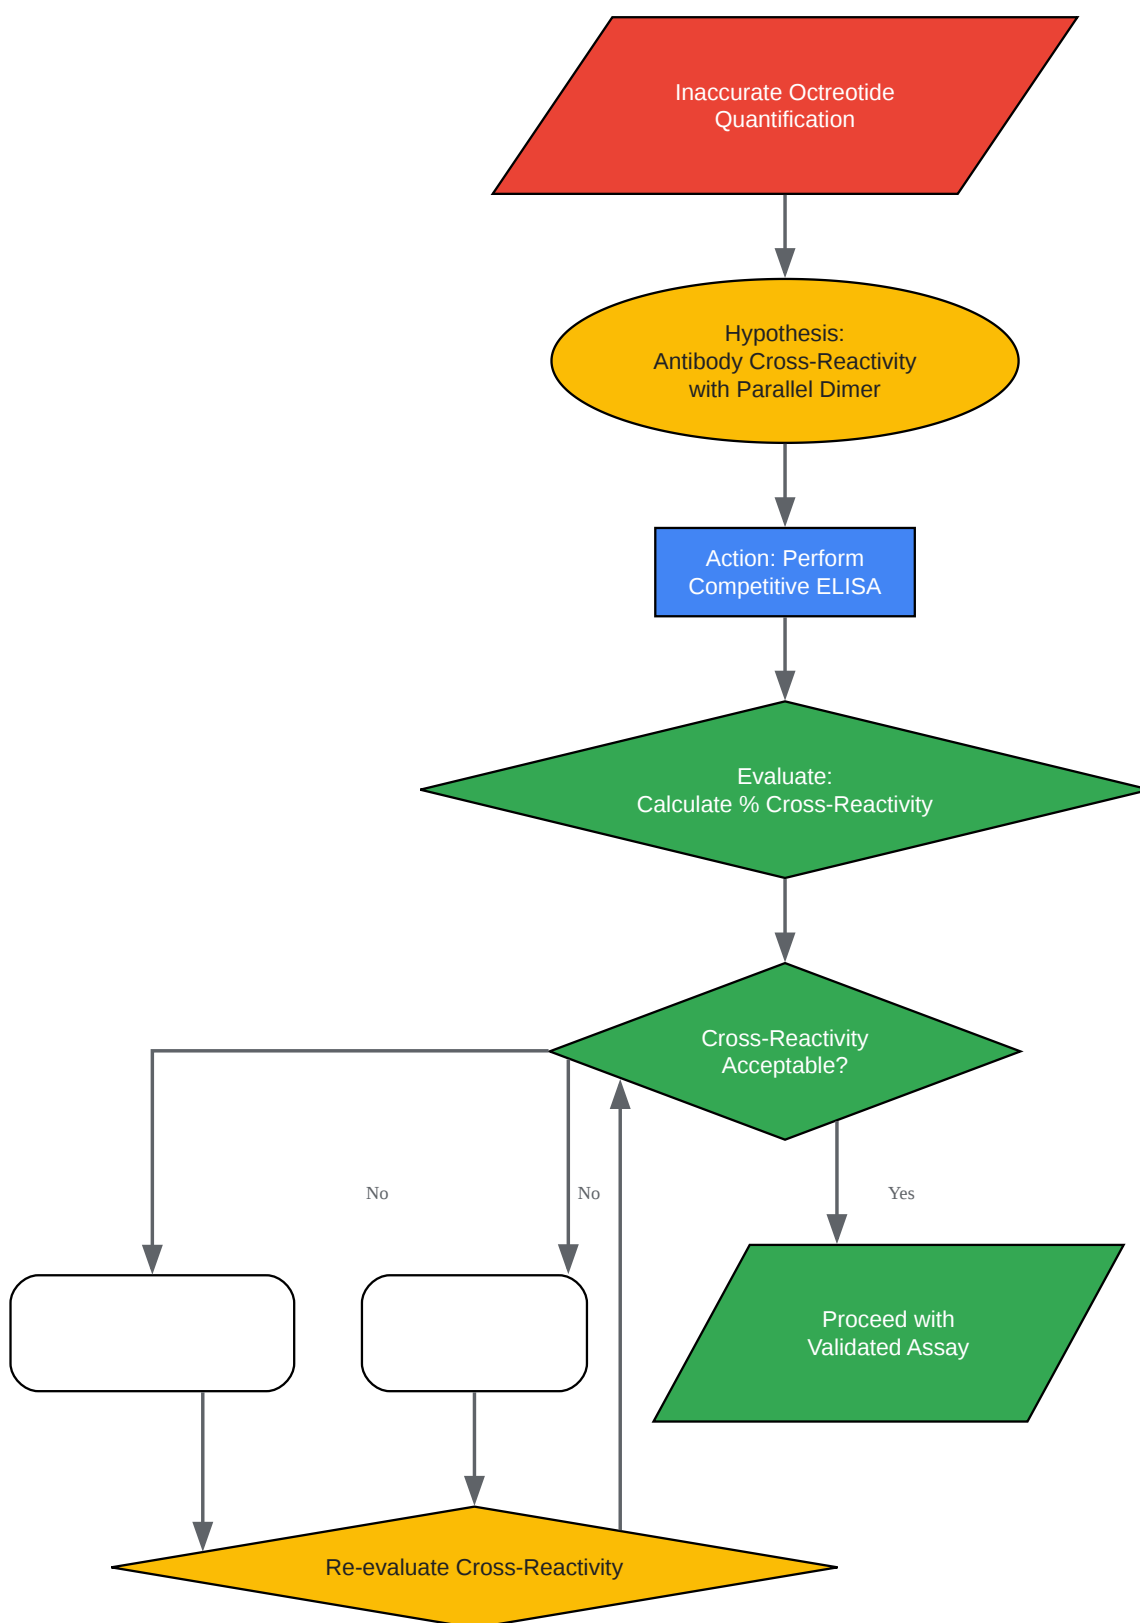 Inaccurate Octreotide
Quantification
Hypothesis:
Antibody Cross-Reactivity
with Parallel Dimer
Action: Perform
Competitive ELISA
Evaluate:
Calculate % Cross-Reactivity
Cross-Reactivity
Acceptable?
No
No
Yes
Proceed with
Validated Assay
Re-evaluate Cross-Reactivity